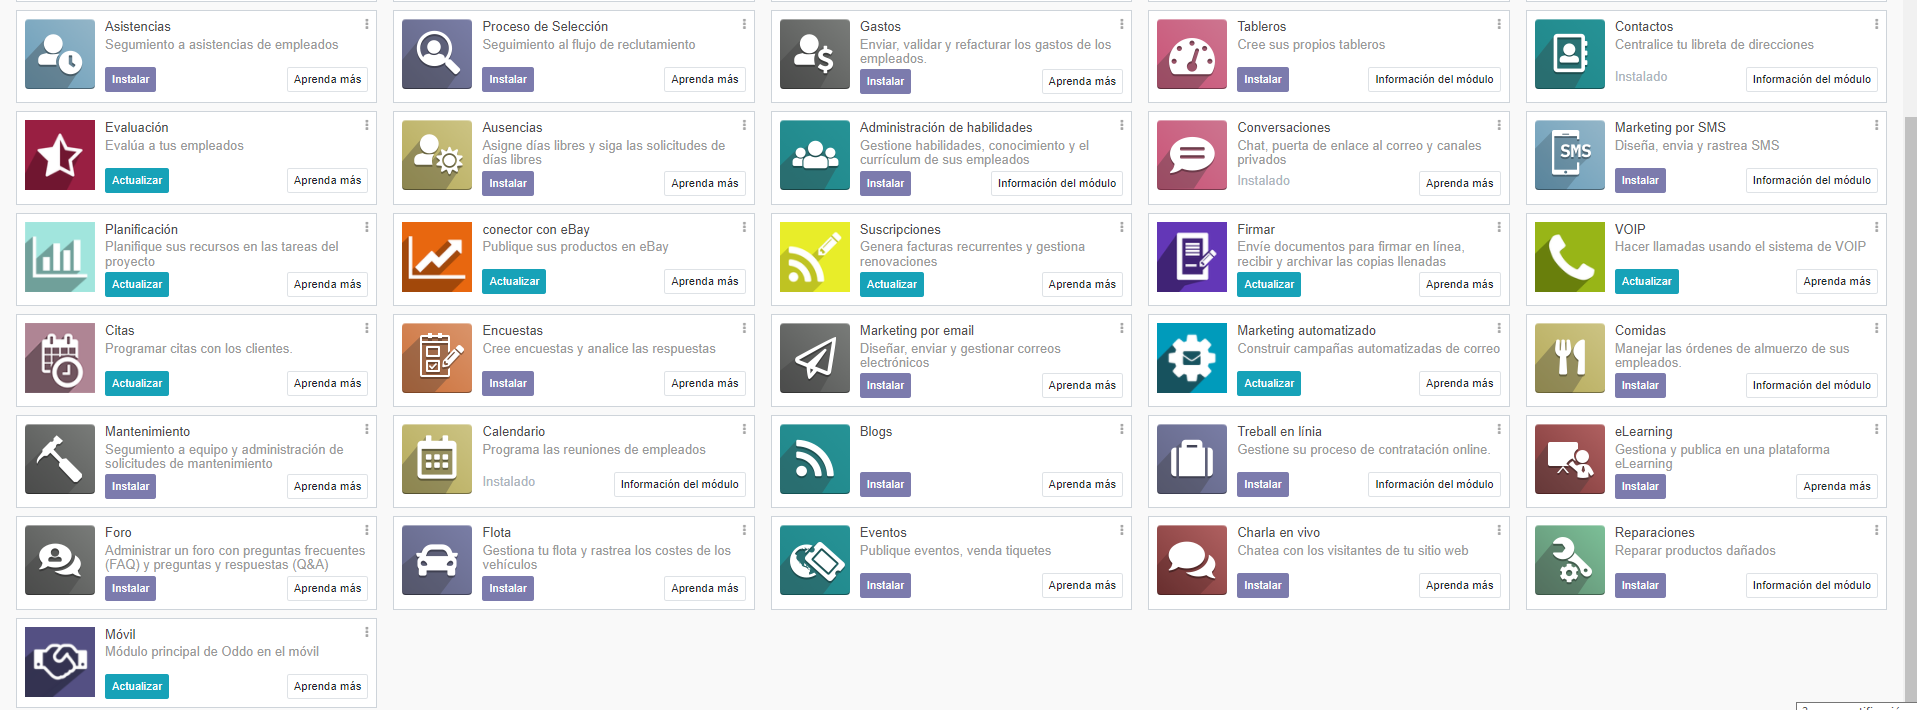 Asistencias
Segumiento a asistencias de empleados
Instalar
Aprenda más
Proceso de Selección
Seguimiento al flujo de reclutamiento
Instalar
Aprenda más
Gastos
Enviar, validar y refacturar los gastos de los
empleados.
Instalar
Aprenda más
Tableros
Cree sus propios tableros
Instalar
Información del módulo
Contactos
Centralice tu libreta de direcciones
Instalado
Información del módulo
Evaluación
Evalúa a tus empleados
Actualizar
Aprenda más
Ausencias
Asigne días libres y siga las solicitudes de
días libres
Instalar
Aprenda más
Administración de habilidades
Gestione habilidades, conocimiento y el
currículum de sus empleados
Instalar
Información del módulo
Conversaciones
Chat, puerta de enlace al correo y canales
privados
Instalado
Aprenda más
SMS
Marketing por SMS
Diseña, envia y rastrea SMS
Instalar
Información del módulo
Planificación
Planifique sus recursos en las tareas del
proyecto
Actualizar
Aprenda más
conector con eBay
Publique sus productos en eBay
Actualizar
Aprenda más
Suscripciones
Genera facturas recurrentes y gestiona
renovaciones
Actualizar
Aprenda más
Firmar
Envíe documentos para firmar en línea,
recibir y archivar las copias llenadas
Actualizar
Aprenda más
VOIP
Hacer llamadas usando el sistema de VOIP
Actualizar
Aprenda más
Citas
Programar citas con los clientes.
Actualizar
Aprenda más
Encuestas
Cree encuestas y analice las respuestas
Instalar
Aprenda más
Marketing por email
Diseñar, enviar y gestionar correos
electrónicos
Instalar
Aprenda más
Marketing automatizado
Construir campañas automatizadas de correo
Actualizar
Aprenda más
Comidas
Manejar las órdenes de almuerzo de sus
empleados.
Instalar
Información del módulo
Mantenimiento
Segumiento a equipo y administración de
solicitudes de mantenimiento
Instalar
Aprenda más
Calendario
Programa las reuniones de empleados
Instalado
Información del módulo
Blogs
Instalar
Aprenda más
Treball en línia
Gestione su proceso de contratación online.
Instalar
Información del módulo
eLearning
Gestiona y publica en una plataforma
eLearning
Instalar
Aprenda más
Foro
Administrar un foro con preguntas frecuentes
(FAQ) y preguntas y respuestas (Q&A)
Instalar
Aprenda más
Flota
Gestiona tu flota y rastrea los costes de los
vehículos
Instalar
Aprenda más
Eventos
Publique eventos, venda tiquetes
Instalar
Aprenda más
Charla en vivo
Chatea con los visitantes de tu sitio web
Instalar
Aprenda más
Reparaciones
Reparar productos dañados
Instalar
Información del módulo
Móvil
Módulo principal de Oddo en el móvil
Actualizar
Aprenda más